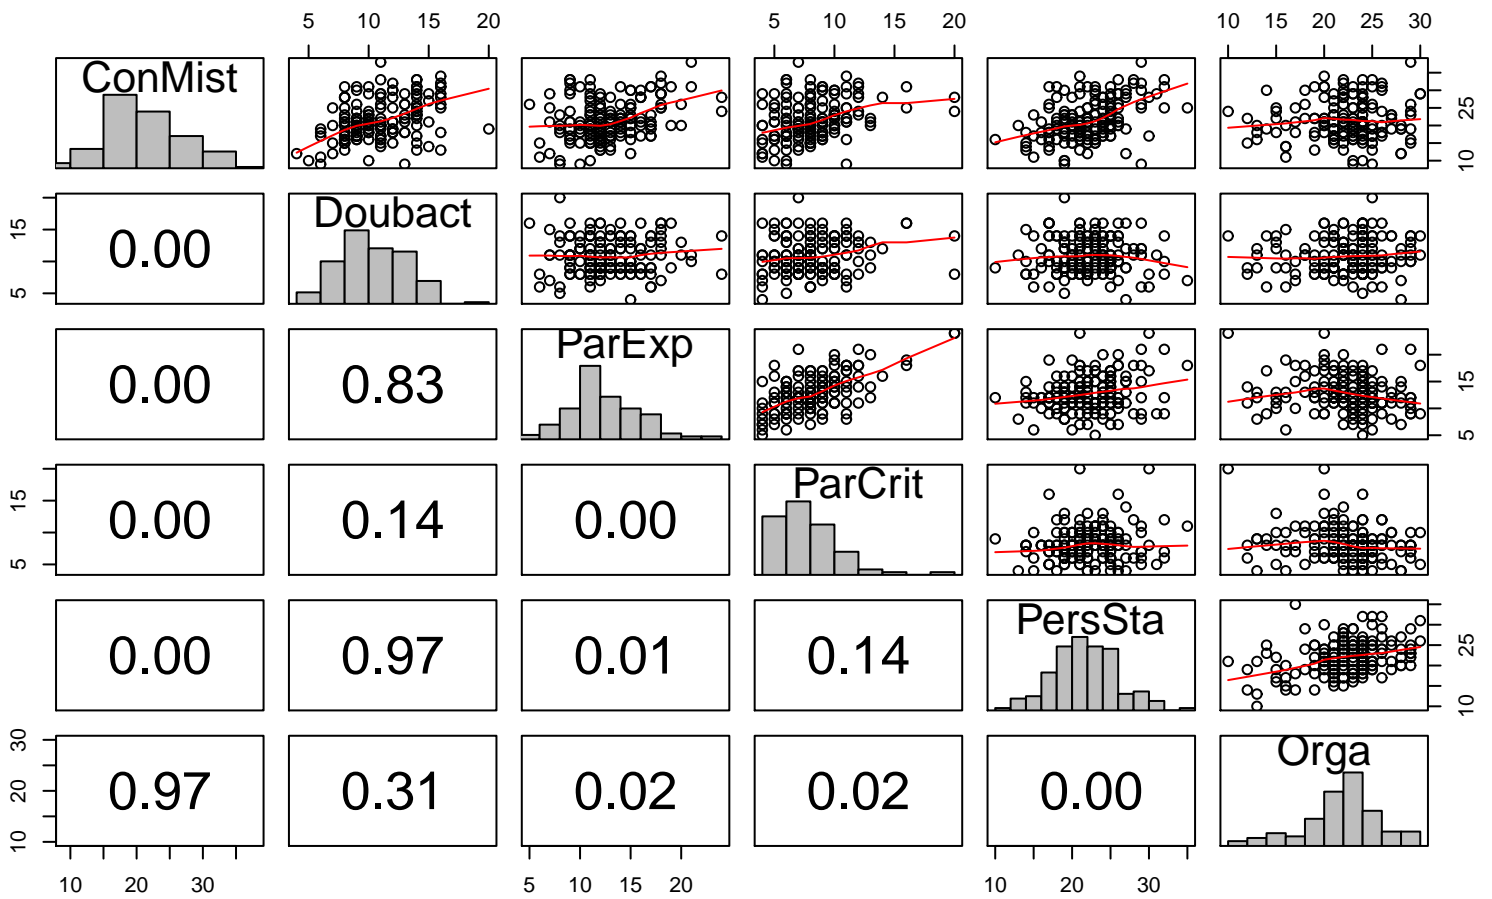 5 10 15 20 5 10 15 20 10 15 20 25 30
ConMist
10 25
5 15
0.00 Doubact
0.00 0.83 ParExp
5 15
5 15
0.00 0.14 0.00 ParCrit
0.00 0.97 0.01 0.14 PersSta
10 25
10 20 30
0.97 0.31 0.02 0.02 0.00 Orga
10 20 30 5 10 15 20 10 20 30